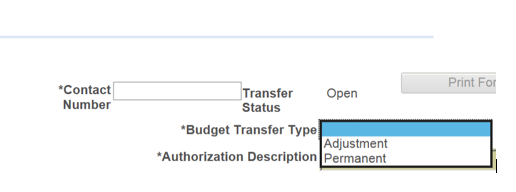 Print For
*Contact Number
Transfer Status
Open
*Budget Transfer Type
Adjustment
*Authorization Description
Permanent